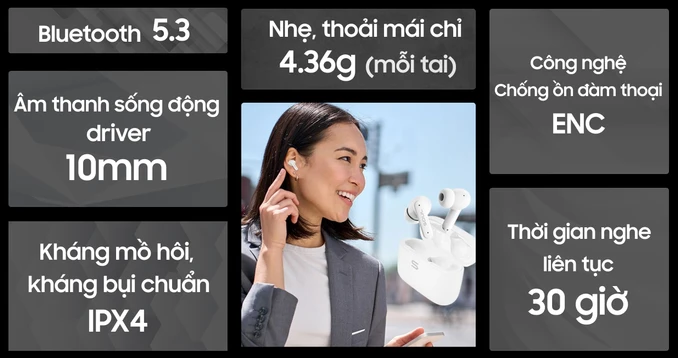 Bluetooth 5.3
Âm thanh sống động
driver
10mm
Kháng mồ hôi,
kháng bụi chuẩn
IPX4
Nhẹ, thoải mái chỉ
4.36g (mỗi tai)
Công nghệ
Chống ồn đàm thoại
ENC
Thời gian nghe
liên tục
30 giờ